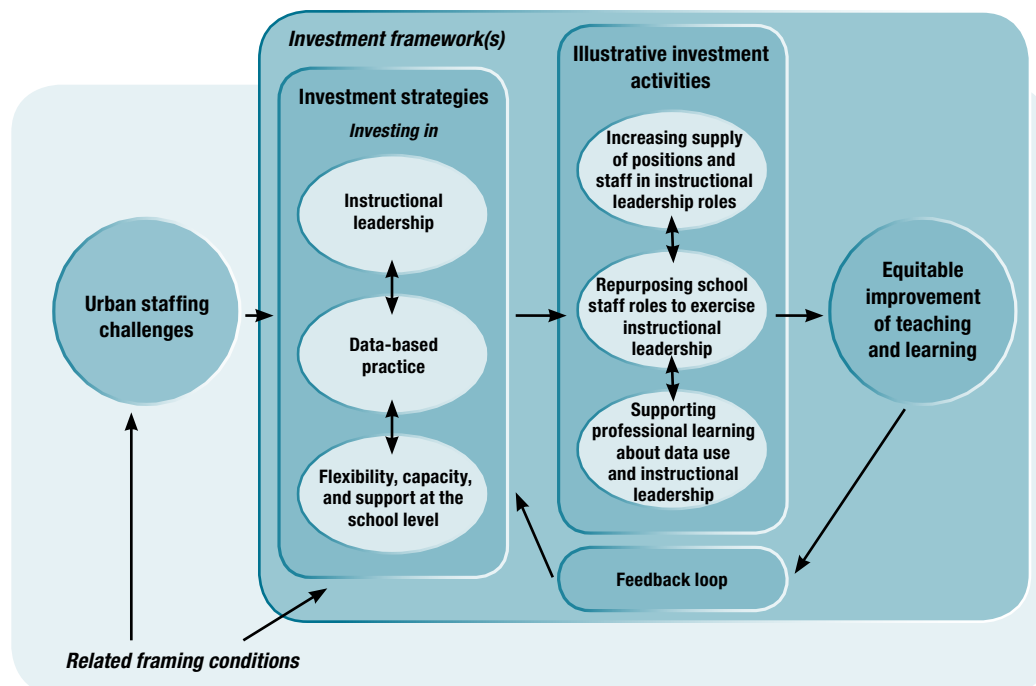 Investment framework(s)
Investment strategies
Investing in
Instructional
leadership
Data-based
practice
Flexibility, capacity,
and support at the
school level
Illustrative investment
activities
Increasing supply
of positions and
staff in instructional
leadership roles
Repurposing school
staff roles to exercise
instructional
leadership
Supporting
professional learning
about data use
and instructional
leadership
Urban staffing
challenges
Equitable
improvement
of teaching
and learning
Feedback loop
Related framing conditions